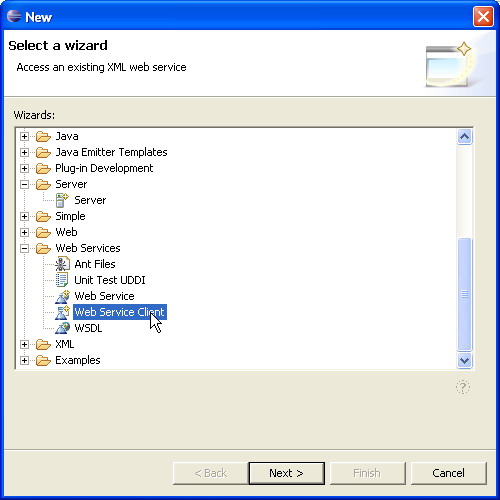 New
Select a wizard
Access an existing XML web service
Wizards:
Java
Java Emitter Templates
Plug-in Development
Server
Server
Simple
Web
Web Services
Ant Files
Unit Test UDDI
Web Service
Web Service Client
WSDL
XML
Examples
?
< Back Next > Finish Cancel